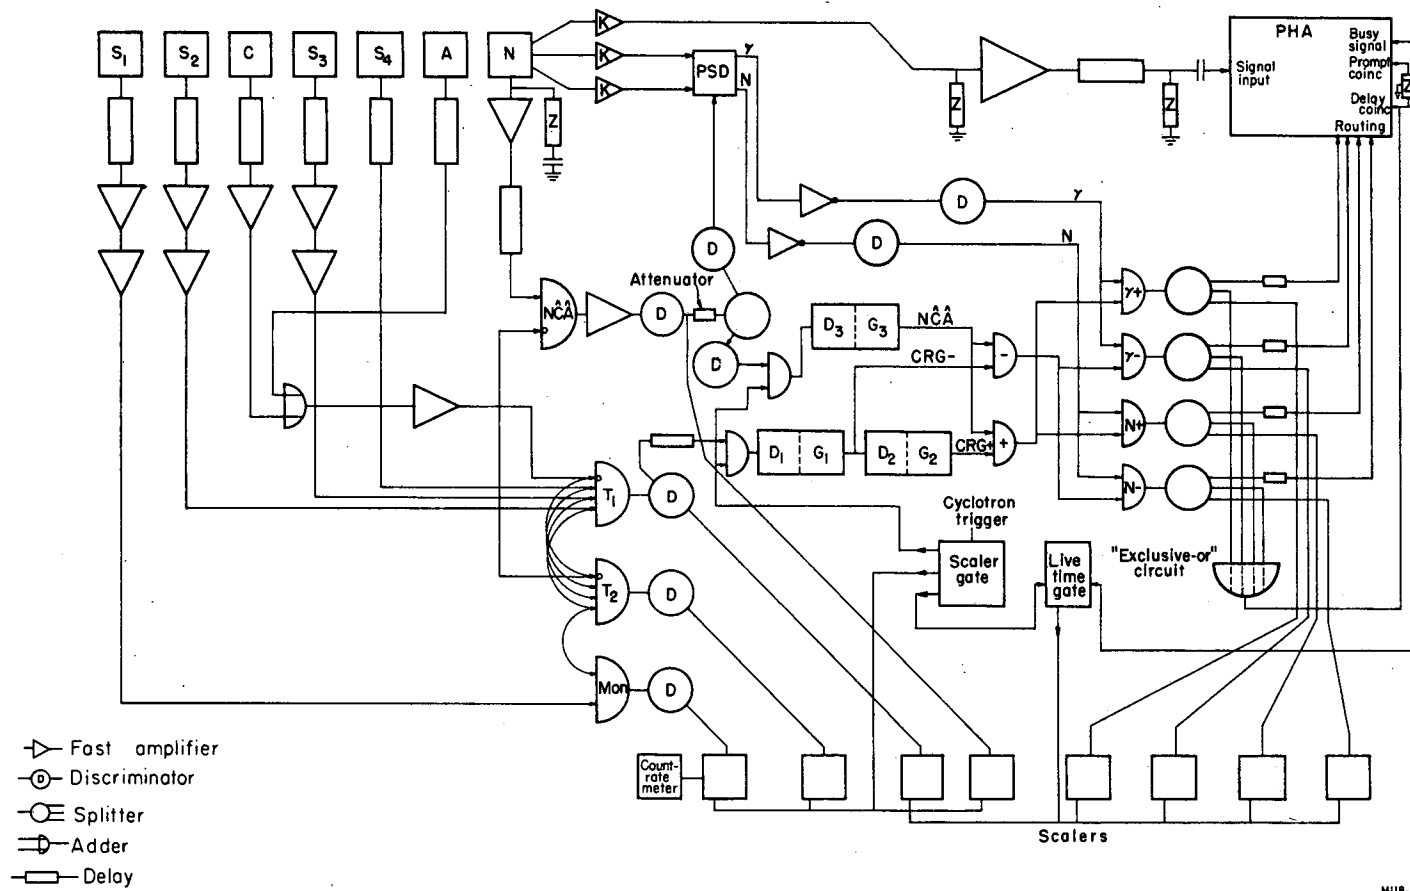 S1 S2 C S3 S4 A N
K
K
K
PSD
γ
N
Z
Z
Z
PHA
Busy signal
Signal input
Prompt coinc
Z
Delay coinc
Routing
D
γ
D
N
D
Attenuator
NĈÂ
D
D
D3 G3
NĈÂ
CRG-
-
γ+
γ-
N+
N-
D1 G1
D2 G2
CRG+
+
T1
D
Cyclotron trigger
Scaler gate
Live time gate
"Exclusive-or" circuit
T2
D
Mon
D
Count-rate meter
Scalers
Fast amplifier
D Discriminator
Splitter
Adder
Delay